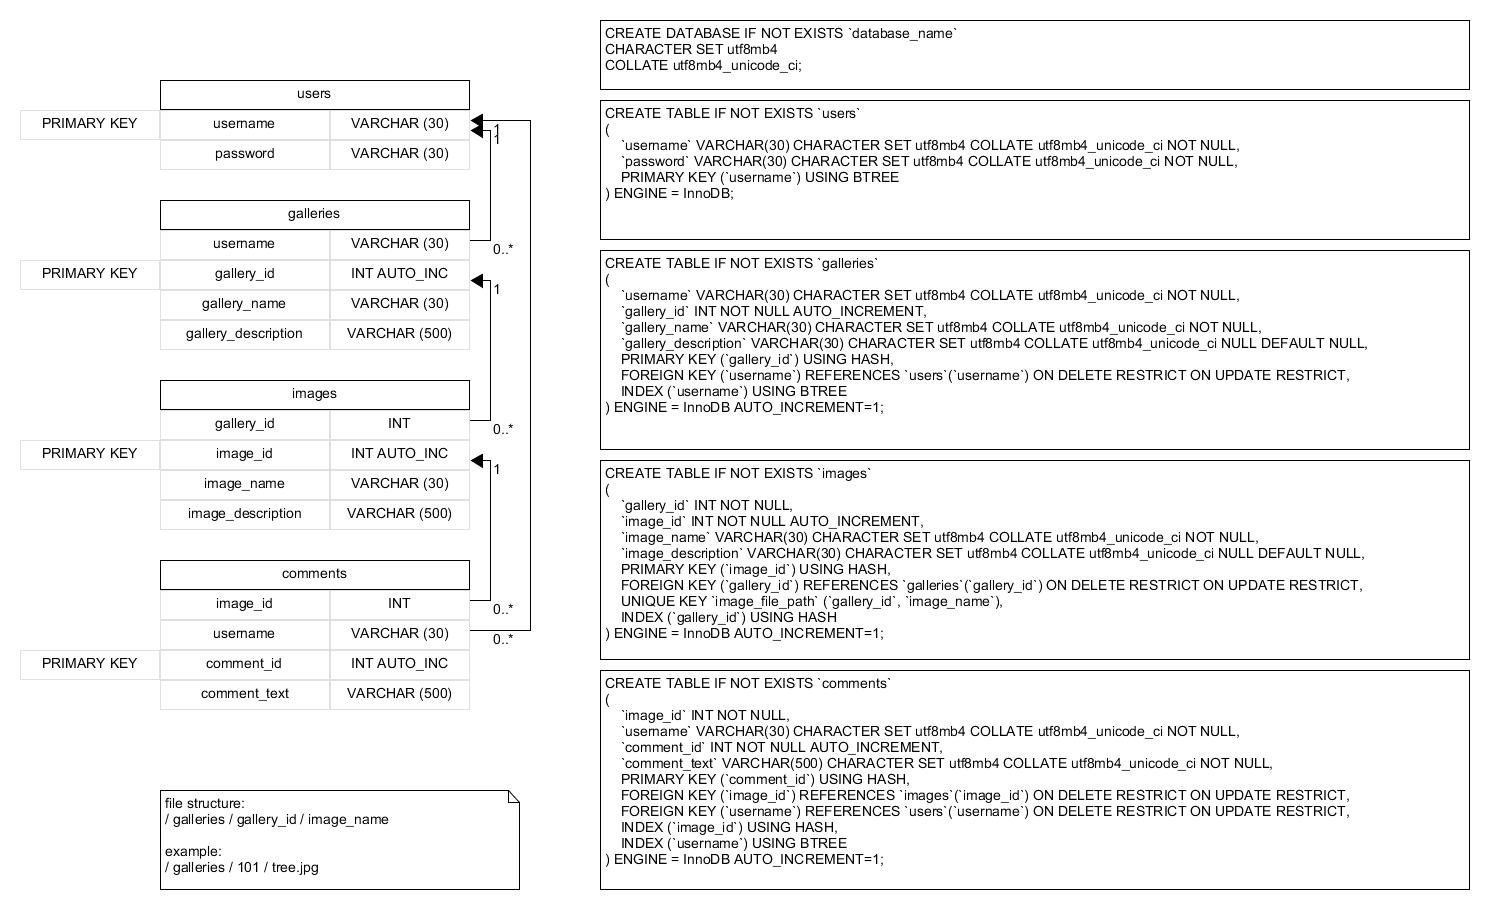 users
PRIMARY KEY username VARCHAR (30)
password VARCHAR (30)
1
1
galleries
username VARCHAR (30)
0..*
PRIMARY KEY gallery_id INT AUTO_INC
1
gallery_name VARCHAR (30)
gallery_description VARCHAR (500)
images
gallery_id INT
0..*
PRIMARY KEY image_id INT AUTO_INC
1
image_name VARCHAR (30)
image_description VARCHAR (500)
comments
image_id INT
0..*
username VARCHAR (30)
0..*
PRIMARY KEY comment_id INT AUTO_INC
comment_text VARCHAR (500)
file structure:
/ galleries / gallery_id / image_name
example:
/ galleries / 101 / tree.jpg
CREATE DATABASE IF NOT EXISTS `database_name`
CHARACTER SET utf8mb4
COLLATE utf8mb4_unicode_ci;
CREATE TABLE IF NOT EXISTS `users`
(
`username` VARCHAR(30) CHARACTER SET utf8mb4 COLLATE utf8mb4_unicode_ci NOT NULL,
`password` VARCHAR(30) CHARACTER SET utf8mb4 COLLATE utf8mb4_unicode_ci NOT NULL,
PRIMARY KEY (`username`) USING BTREE
) ENGINE = InnoDB;
CREATE TABLE IF NOT EXISTS `galleries`
(
`username` VARCHAR(30) CHARACTER SET utf8mb4 COLLATE utf8mb4_unicode_ci NOT NULL,
`gallery_id` INT NOT NULL AUTO_INCREMENT,
`gallery_name` VARCHAR(30) CHARACTER SET utf8mb4 COLLATE utf8mb4_unicode_ci NOT NULL,
`gallery_description` VARCHAR(30) CHARACTER SET utf8mb4 COLLATE utf8mb4_unicode_ci NULL DEFAULT NULL,
PRIMARY KEY (`gallery_id`) USING HASH,
FOREIGN KEY (`username`) REFERENCES `users`(`username`) ON DELETE RESTRICT ON UPDATE RESTRICT,
INDEX (`username`) USING BTREE
) ENGINE = InnoDB AUTO_INCREMENT=1;
CREATE TABLE IF NOT EXISTS `images`
(
`gallery_id` INT NOT NULL,
`image_id` INT NOT NULL AUTO_INCREMENT,
`image_name` VARCHAR(30) CHARACTER SET utf8mb4 COLLATE utf8mb4_unicode_ci NOT NULL,
`image_description` VARCHAR(30) CHARACTER SET utf8mb4 COLLATE utf8mb4_unicode_ci NULL DEFAULT NULL,
PRIMARY KEY (`image_id`) USING HASH,
FOREIGN KEY (`gallery_id`) REFERENCES `galleries`(`gallery_id`) ON DELETE RESTRICT ON UPDATE RESTRICT,
UNIQUE KEY `image_file_path` (`gallery_id`, `image_name`),
INDEX (`gallery_id`) USING HASH
) ENGINE = InnoDB AUTO_INCREMENT=1;
CREATE TABLE IF NOT EXISTS `comments`
(
`image_id` INT NOT NULL,
`username` VARCHAR(30) CHARACTER SET utf8mb4 COLLATE utf8mb4_unicode_ci NOT NULL,
`comment_id` INT NOT NULL AUTO_INCREMENT,
`comment_text` VARCHAR(500) CHARACTER SET utf8mb4 COLLATE utf8mb4_unicode_ci NOT NULL,
PRIMARY KEY (`comment_id`) USING HASH,
FOREIGN KEY (`image_id`) REFERENCES `images`(`image_id`) ON DELETE RESTRICT ON UPDATE RESTRICT,
FOREIGN KEY (`username`) REFERENCES `users`(`username`) ON DELETE RESTRICT ON UPDATE RESTRICT,
INDEX (`image_id`) USING HASH,
INDEX (`username`) USING BTREE
) ENGINE = InnoDB AUTO_INCREMENT=1;